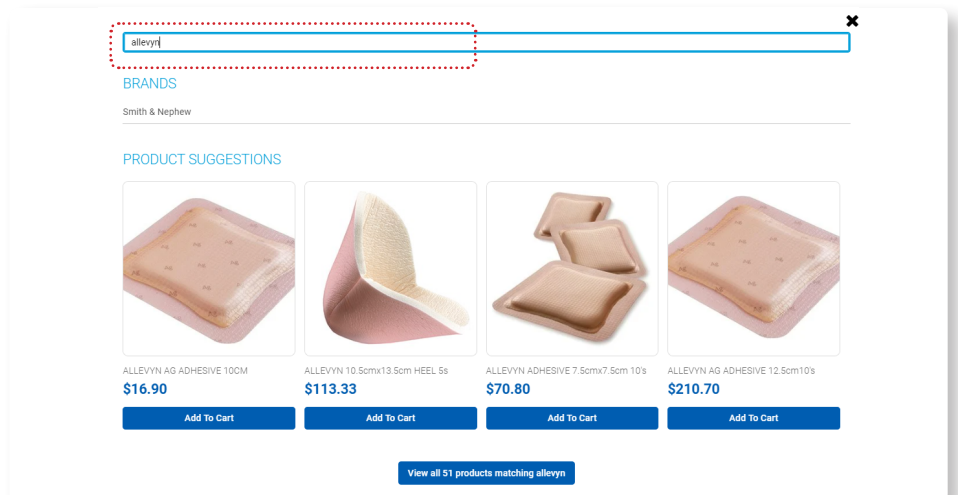 allevyn
BRANDS
Smith & Nephew
PRODUCT SUGGESTIONS
ALLEVYN AG ADHESIVE 10CM
$16.90
Add To Cart
ALLEVYN 10.5cmx13.5cm HEEL 5s
$113.33
Add To Cart
ALLEVYN ADHESIVE 7.5cmx7.5cm 10's
$70.80
Add To Cart
ALLEVYN AG ADHESIVE 12.5cm10's
$210.70
Add To Cart
View all 51 products matching allevyn